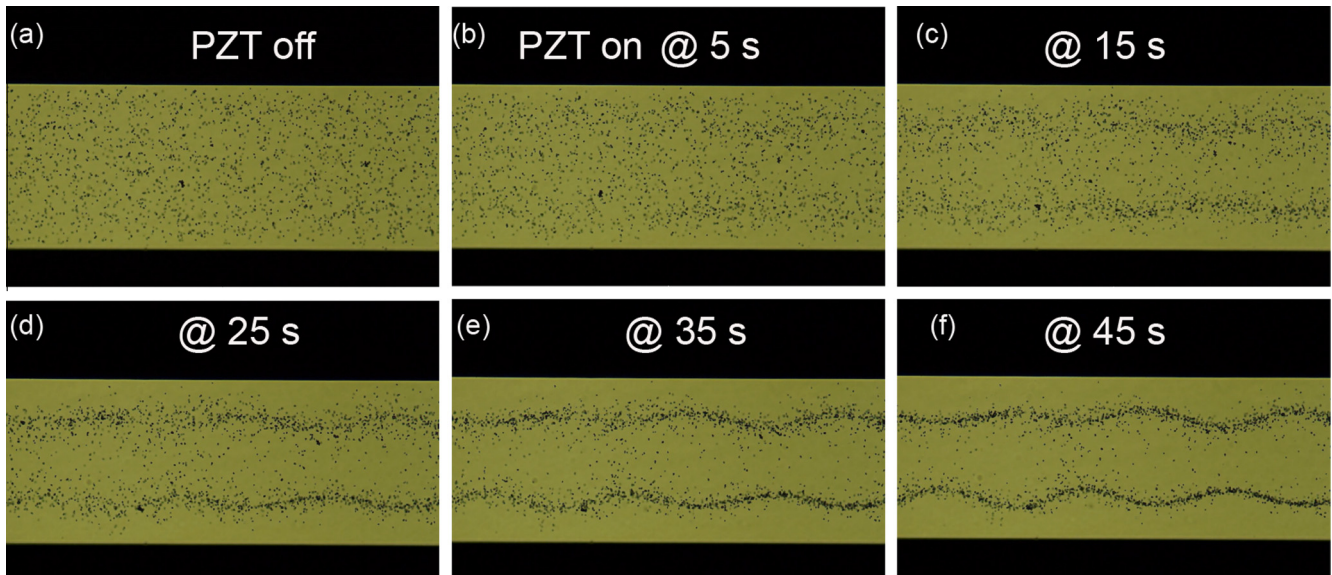 (a) PZT off
(b) PZT on @ 5 s
(c) @ 15 s
(d) @ 25 s
(e) @ 35 s
(f) @ 45 s